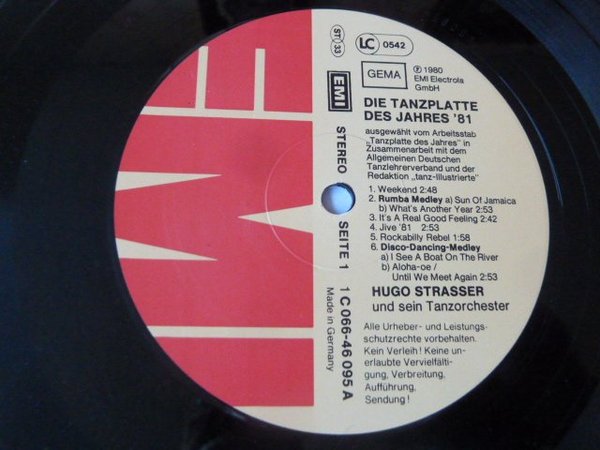 ST 33
LC 0542
GEMA
℗ 1980
EMI Electrola
GmbH
EMI
DIE TANZPLATTE
DES JAHRES '81
ausgewählt vom Arbeitsstab
„Tanzplatte des Jahres" in
Zusammenarbeit mit dem
Allgemeinen Deutschen
Tanzlehrerverband und der
Redaktion „tanz-Illustrierte"
1. Weekend 2:48
2. Rumba Medley a) Sun Of Jamaica
b) What's Another Year 2:53
3. It's A Real Good Feeling 2:42
4. Jive '81 2:53
5. Rockabilly Rebel 1:58
6. Disco-Dancing-Medley
a) I See A Boat On The River
b) Aloha-oe /
Until We Meet Again 2:53
HUGO STRASSER
und sein Tanzorchester
Alle Urheber- und Leistungs-
schutzrechte vorbehalten.
Kein Verleih! Keine un-
erlaubte Vervielfälti-
gung, Verbreitung,
Aufführung,
Sendung!
STEREO SEITE 1 1 C 066-46 095 A
Made in Germany
EMI